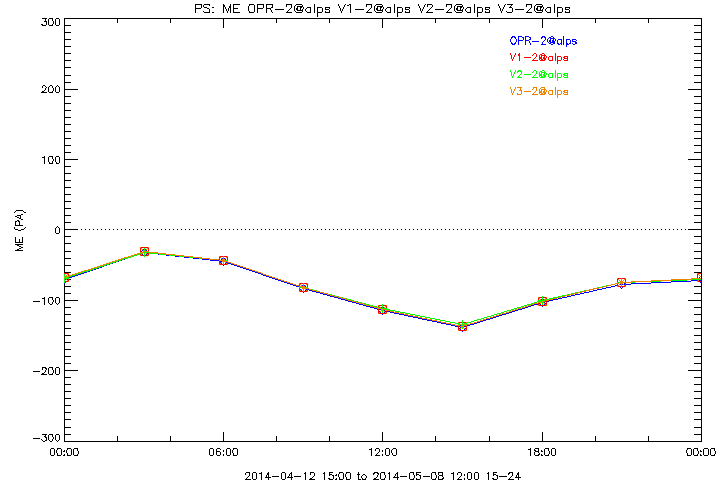 PS: ME OPR-2@alps V1-2@alps V2-2@alps V3-2@alps
300
OPR-2@alps
V1-2@alps
V2-2@alps
V3-2@alps
200
100
0
ME (PA)
-100
-200
-300
00:00 06:00 12:00 18:00 00:00
2014-04-12 15:00 to 2014-05-08 12:00 15-24